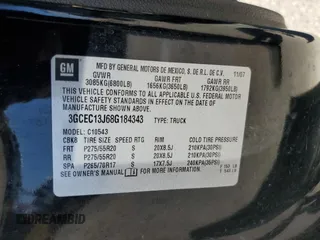 GM
MFD BY GENERAL MOTORS DE MEXICO, S. DE R.L. DE C.V.
11/07
GVWR GAWR FRT GAWR RR
3085KG(6800LB) 1656KG(3650LB) 1792KG(3950LB)
THIS VEHICLE CONFORMS TO ALL APPLICABLE U.S. FEDERAL MOTOR
VEHICLE SAFETY STANDARDS IN EFFECT ON THE DATE OF
MANUFACTURE SHOWN ABOVE.
3GCEC13J68G184343 TYPE: TRUCK
MODEL: C18543
TIRE SIZE SPEED RTG RIM COLD TIRE PRESSURE
FRT P275/55R20 S 20X8.5J 210KPA(30PSI)
RR P275/55R20 S 20X8.5J 210KPA(30PSI)
SPA P265/70R17 S 17X7.5J 240KPA(35PSI)
SEE OWNER'S MANUAL FOR ADDITIONAL INFORMATION.
AMERBID